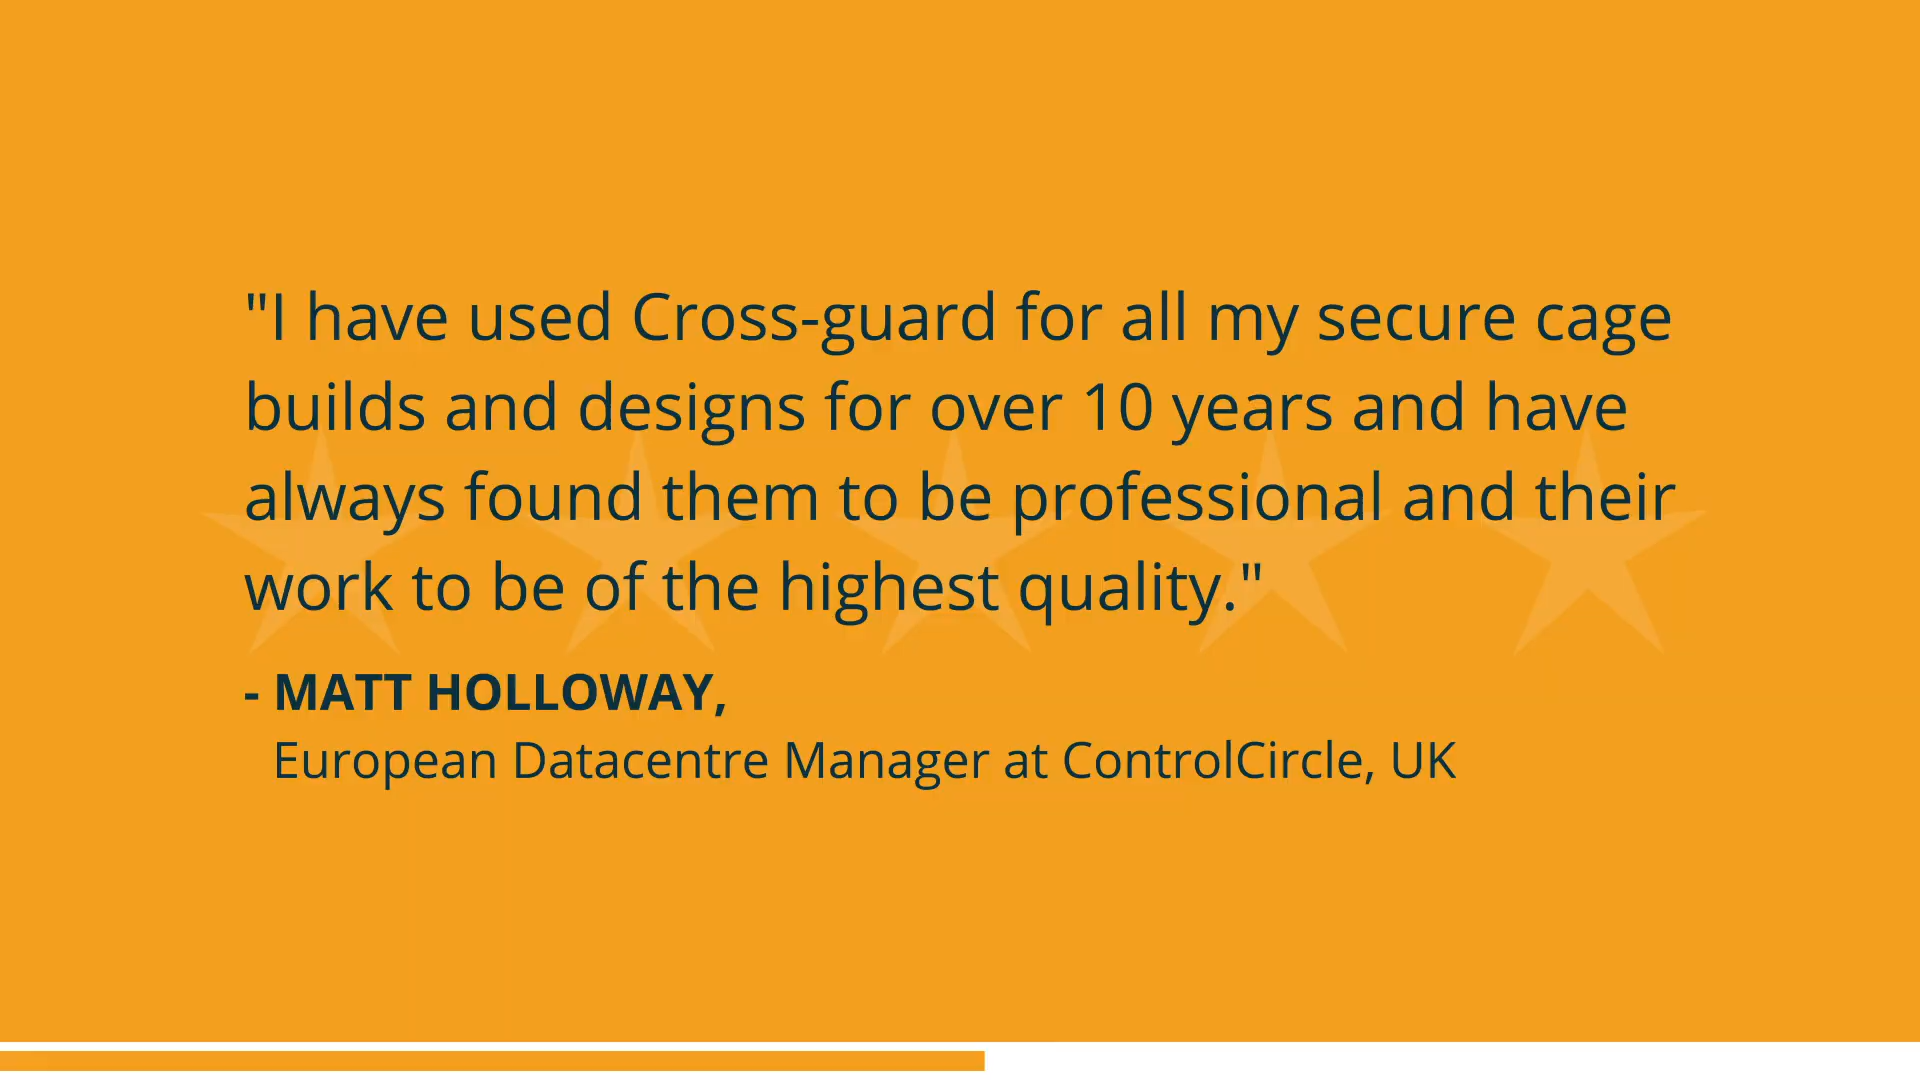 "I have used Cross-guard for all my secure cage
builds and designs for over 10 years and have
always found them to be professional and their
work to be of the highest quality."
- MATT HOLLOWAY,
European Datacentre Manager at ControlCircle, UK